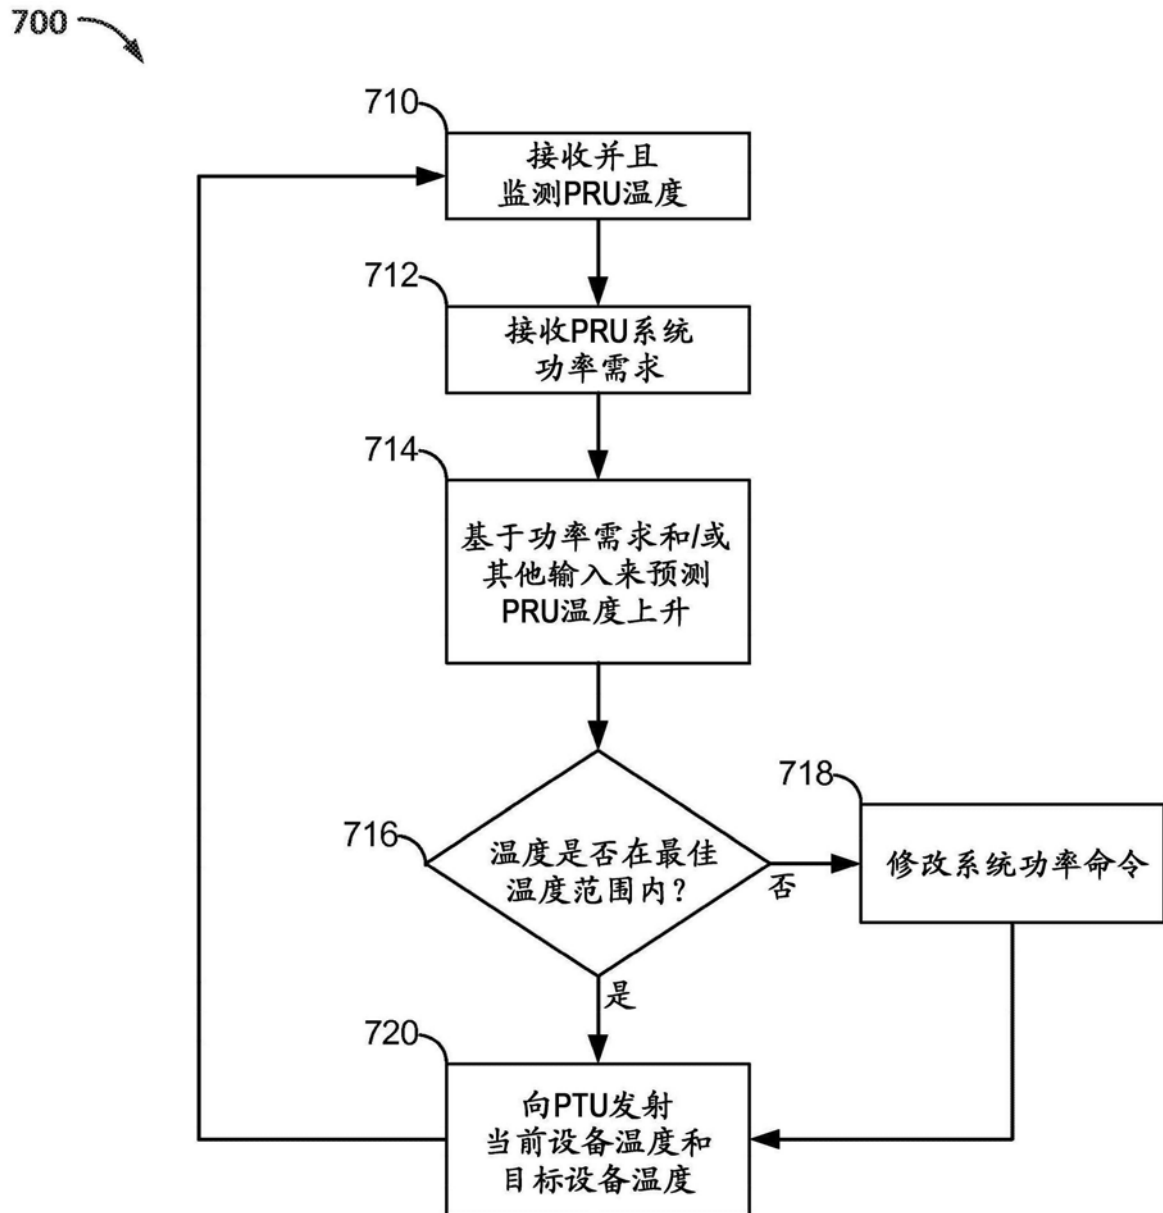 700
710
接收并且
监测PRU温度
712
接收PRU系统
功率需求
714
基于功率需求和/或
其他输入来预测
PRU温度上升
716
温度是否在最佳
温度范围内?
否
718
修改系统功率命令
是
720
向PTU发射
当前设备温度和
目标设备温度